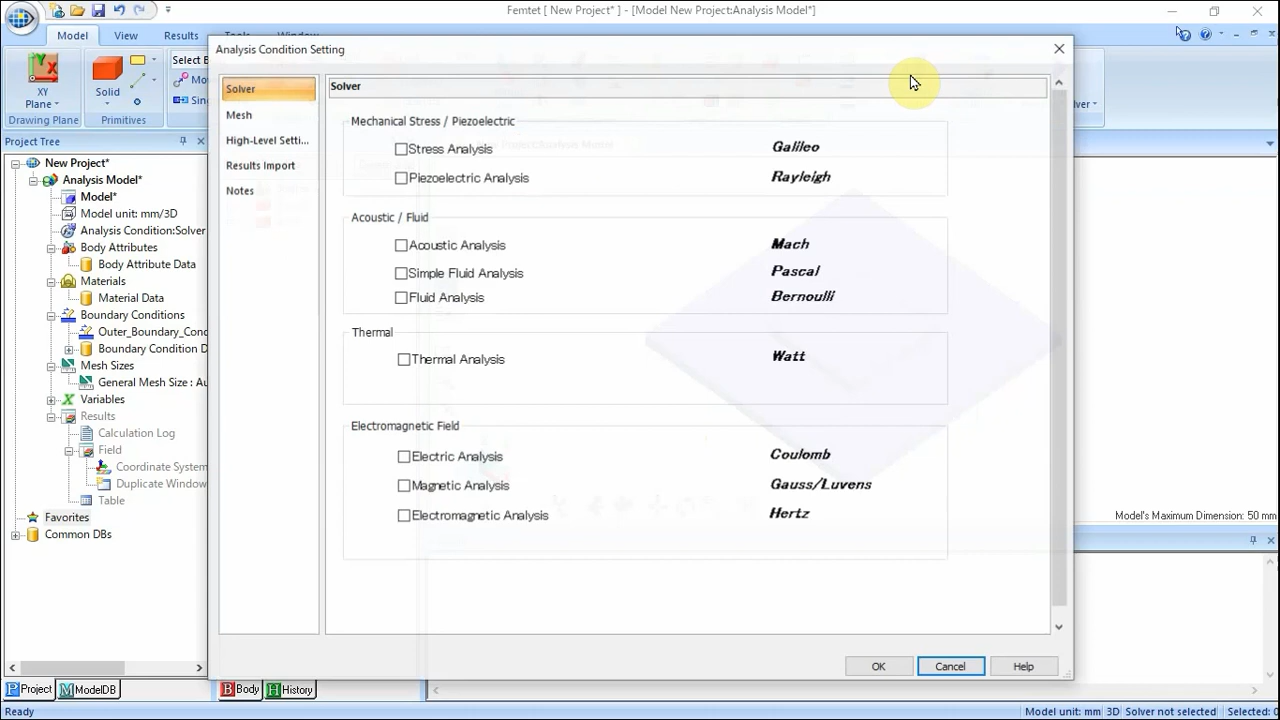 Femtet [ New Project* ] - [Model New Project:Analysis Model*]
Model
View
Results
Tools
Window
XY
Plane
Drawing Plane
Solid
Primitives
Select B
Mov
Sing
lver
Project Tree
New Project*
Analysis Model*
Model*
Model unit: mm/3D
Analysis Condition:Solver
Body Attributes
Body Attribute Data
Materials
Material Data
Boundary Conditions
Outer_Boundary_Cond
Boundary Condition D
Mesh Sizes
General Mesh Size : Au
Variables
Results
Calculation Log
Field
Coordinate System
Duplicate Window
Table
Favorites
Common DBs
Project
ModelDB
Body
History
Analysis Condition Setting
Solver
Mesh
High-Level Setti...
Results Import
Notes
Solver
Mechanical Stress / Piezoelectric
Stress Analysis Galileo
Piezoelectric Analysis Rayleigh
Acoustic / Fluid
Acoustic Analysis Mach
Simple Fluid Analysis Pascal
Fluid Analysis Bernoulli
Thermal
Thermal Analysis Watt
Electromagnetic Field
Electric Analysis Coulomb
Magnetic Analysis Gauss/Luvens
Electromagnetic Analysis Hertz
OK
Cancel
Help
Model's Maximum Dimension: 50 mm
Status
Model unit: mm 3D Solver not selected Selected: 0